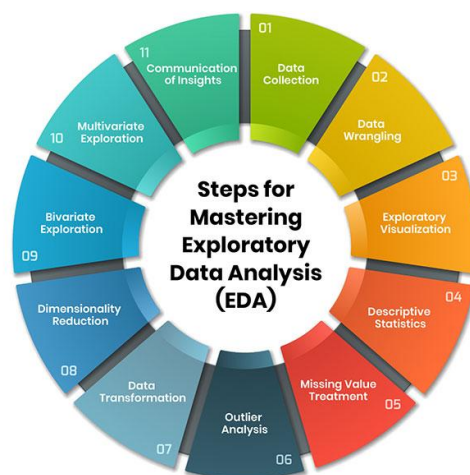 Steps for
Mastering
Exploratory
Data Analysis
(EDA)
01
Data
Collection
02
Data
Wrangling
03
Exploratory
Visualization
04
Descriptive
Statistics
05
Missing Value
Treatment
06
Outlier
Analysis
07
Data
Transformation
08
Dimensionality
Reduction
09
Bivariate
Exploration
10
Multivariate
Exploration
11
Communication
of Insights